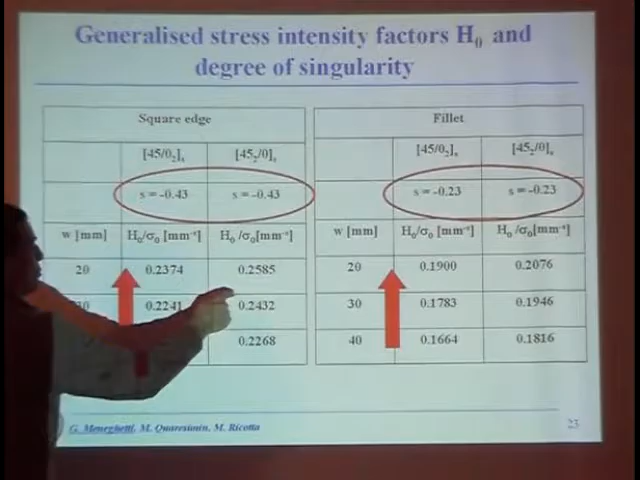 Generalised stress intensity factors H0 and
degree of singularity
Square edge
[45/02]s [452/0]s
s = -0.43 s = -0.43
w [mm] H0/σ0 [mm⁻ˢ] H0/σ0[mm⁻ˢ]
20 0.2374 0.2585
0.2241 0.2432
0.2268
Fillet
[45/02]s [452/0]s
s = -0.23 s = -0.23
w [mm] H0/σ0 [mm⁻ˢ] H0/σ0[mm⁻ˢ]
20 0.1900 0.2076
30 0.1783 0.1946
40 0.1664 0.1816
G. Meneghetti, M. Quaresimin, M. Ricotta
23